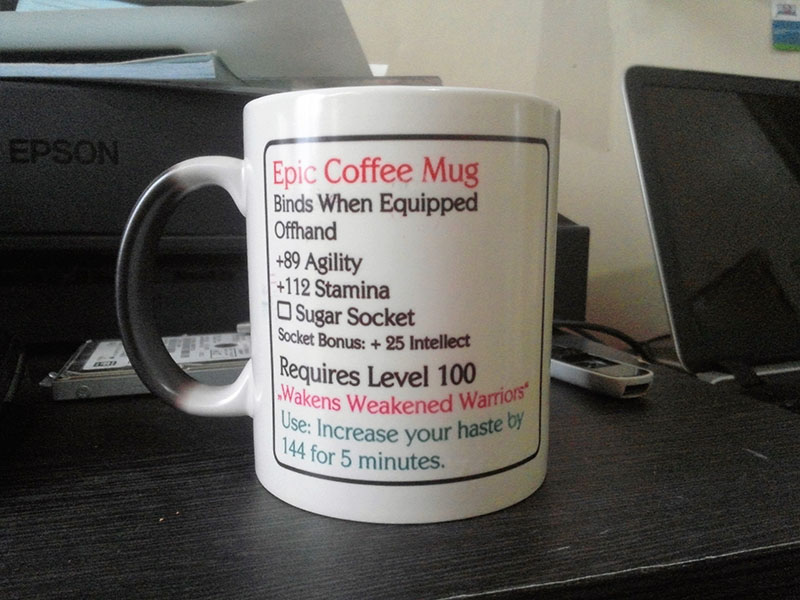 EPSON
Epic Coffee Mug
Binds When Equipped
Offhand
+89 Agility
+112 Stamina
☐ Sugar Socket
Socket Bonus: + 25 Intellect
Requires Level 100
„Wakens Weakened Warriors“
Use: Increase your haste by
144 for 5 minutes.